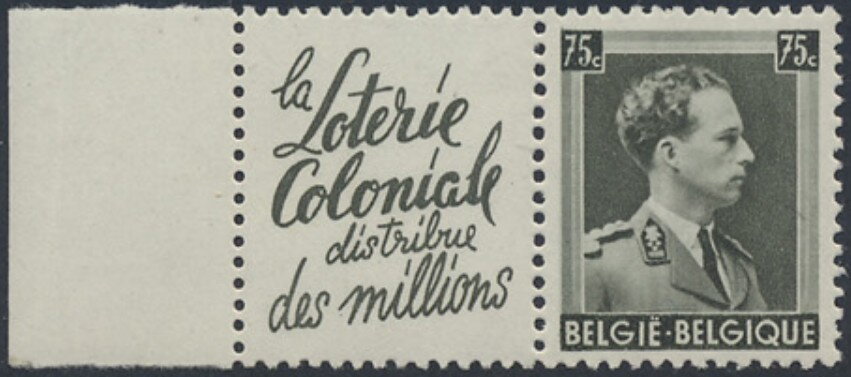 la
Loterie
Coloniale
distribue
des millions
75c 75c
BELGIË·BELGIQUE